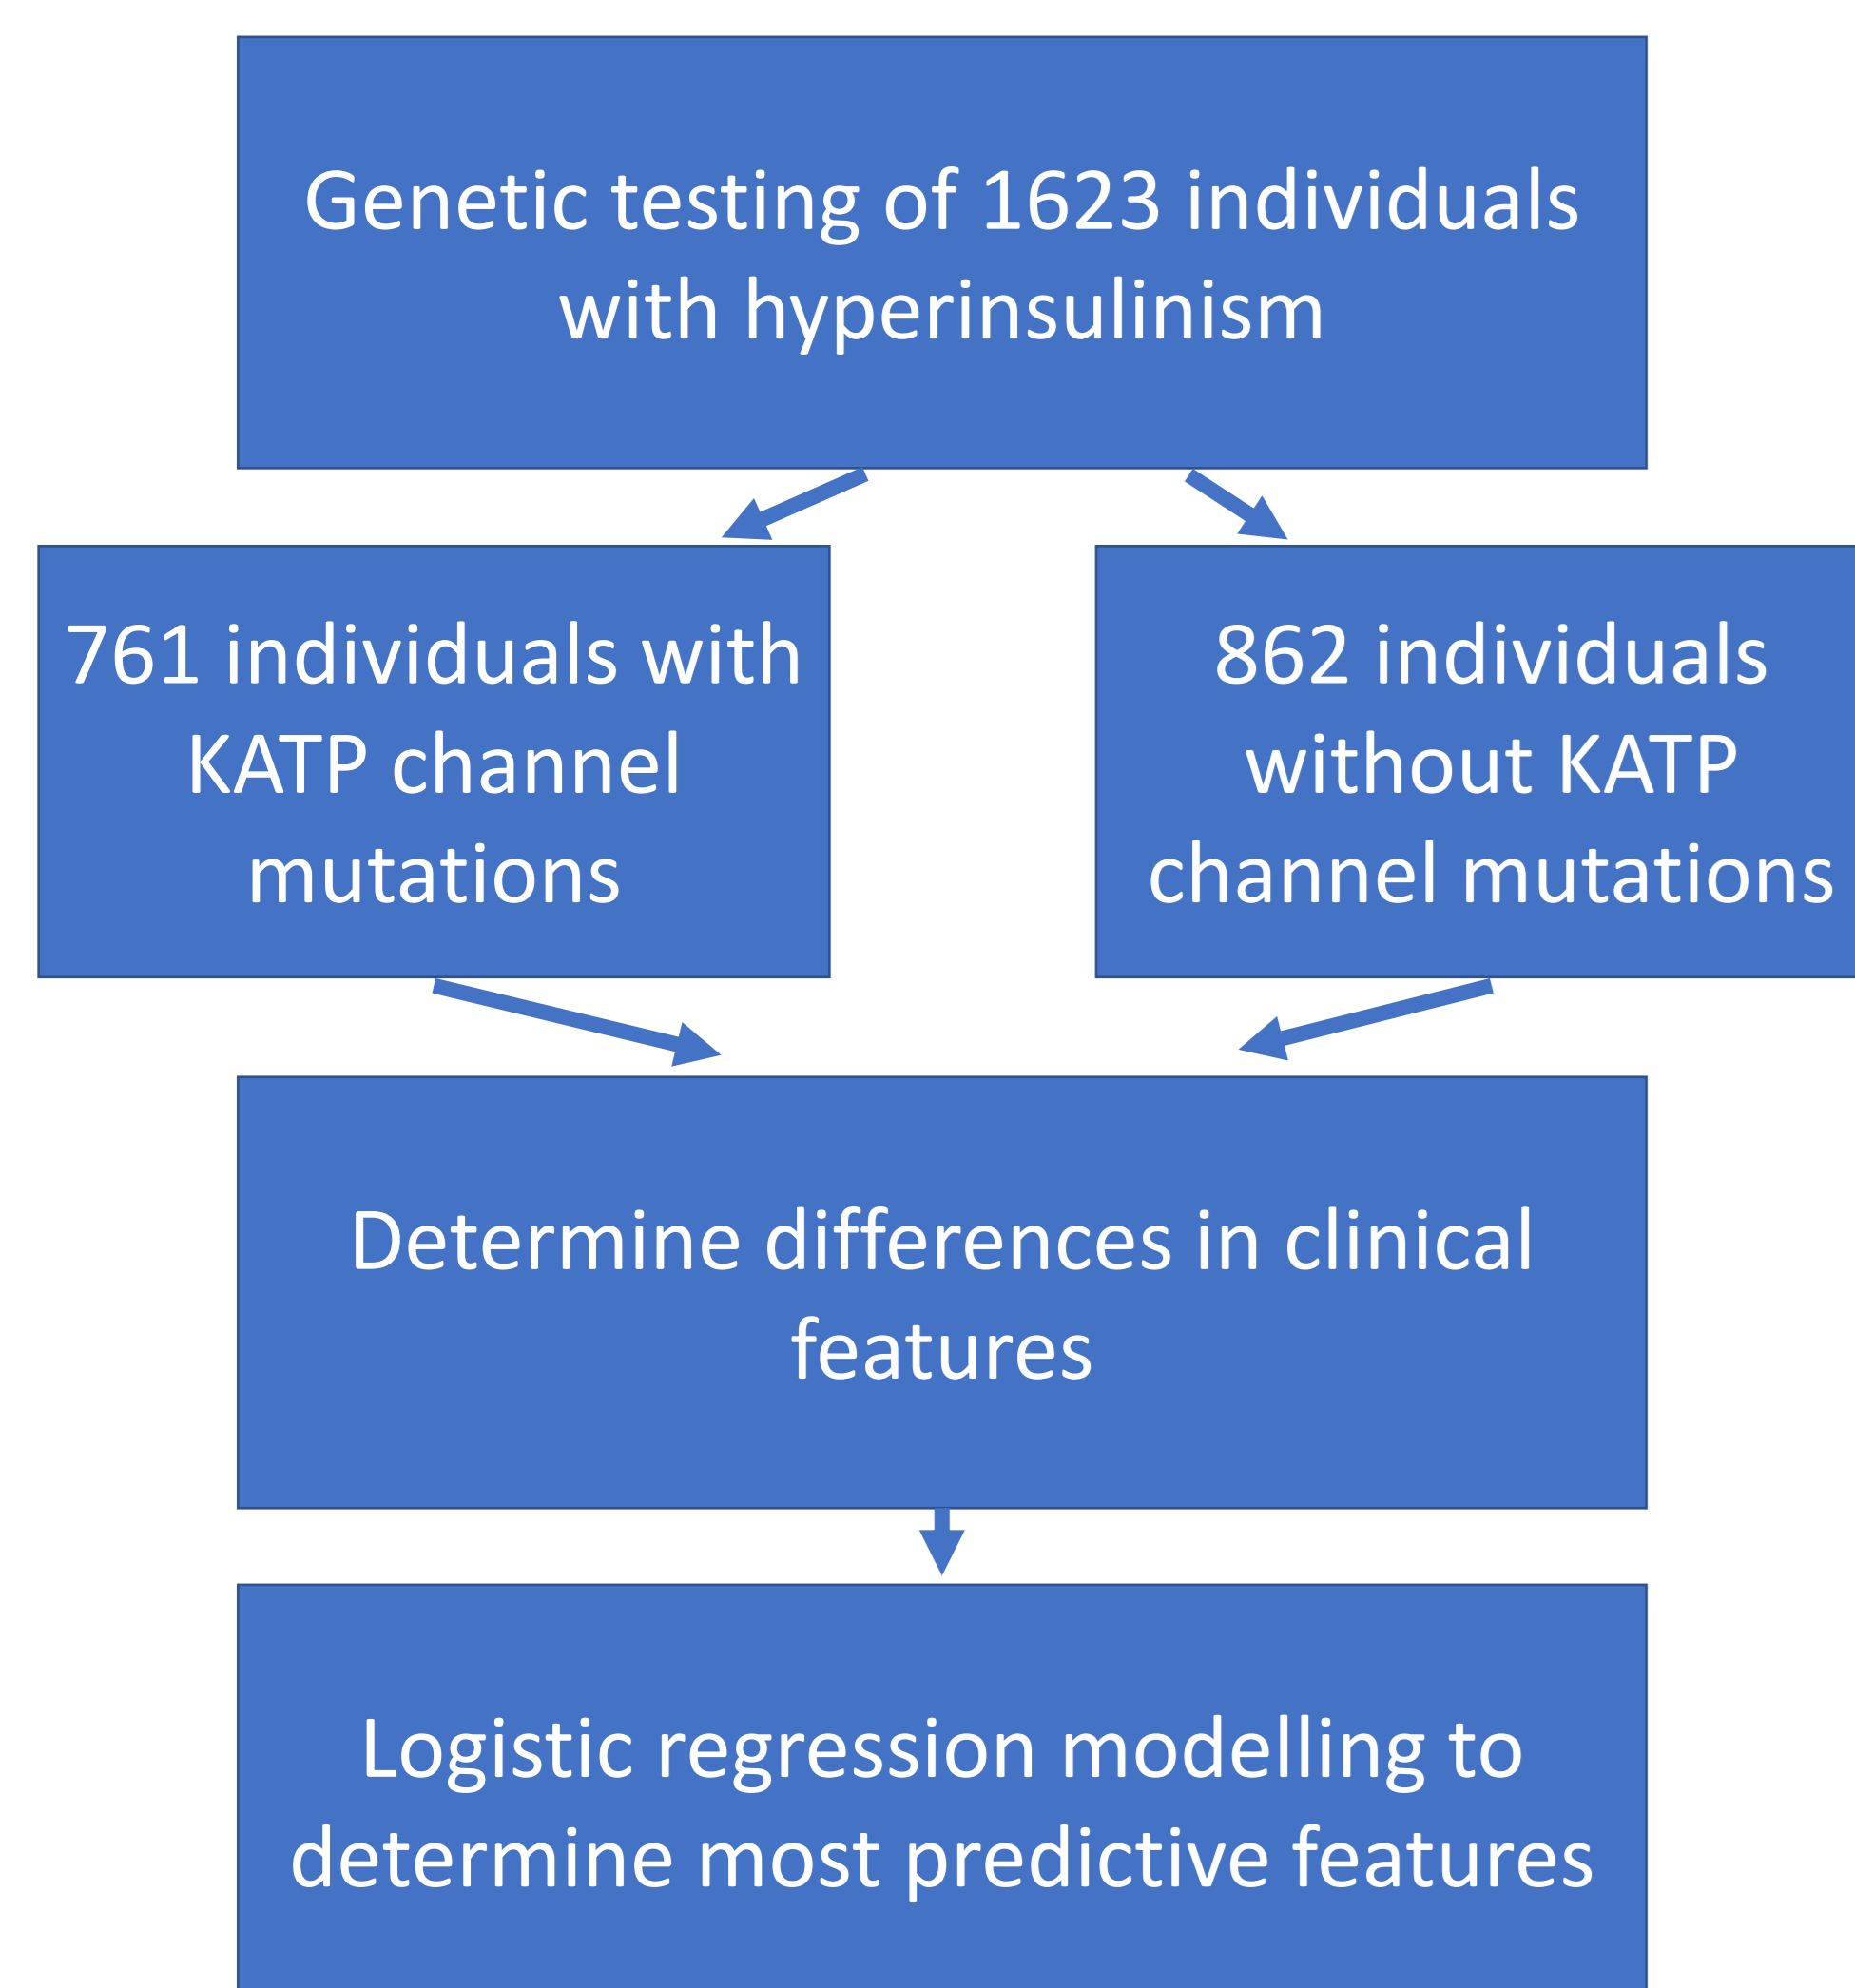 Genetic testing of 1623 individuals
with hyperinsulinism
761 individuals with
KATP channel
mutations
862 individuals
without KATP
channel mutations
Determine differences in clinical
features
Logistic regression modelling to
determine most predictive features